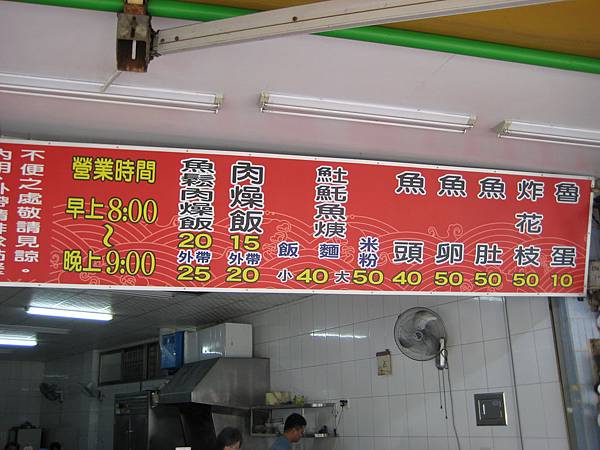 魯蛋 10
炸花枝 50
魚肚 50
魚卵 50
魚頭 40
𩵚魠魚焿
飯 麵 米粉
小40 大50
肉燥飯 15
外帶 20
魚鬆肉燥飯 20
外帶 25
營業時間
早上8:00
~
晚上9:00
不便之處敬請見諒。